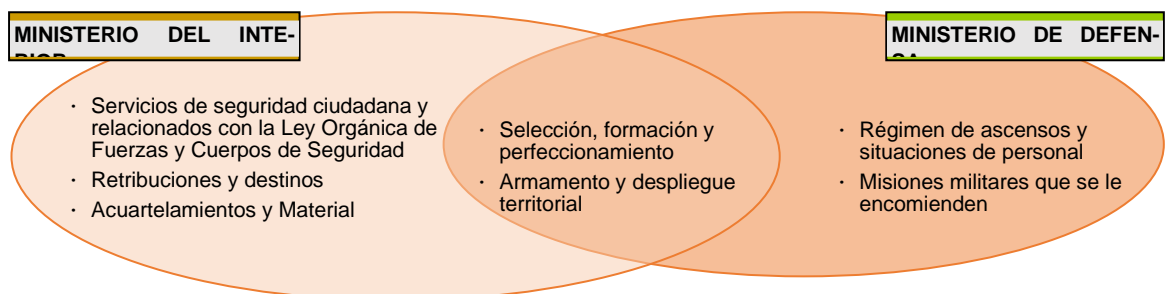 MINISTERIO DEL INTE-
RIOR
· Servicios de seguridad ciudadana y
relacionados con la Ley Orgánica de
Fuerzas y Cuerpos de Seguridad
· Retribuciones y destinos
· Acuartelamientos y Material
· Selección, formación y
perfeccionamiento
· Armamento y despliegue
territorial
MINISTERIO DE DEFEN-
SA
· Régimen de ascensos y
situaciones de personal
· Misiones militares que se le
encomienden